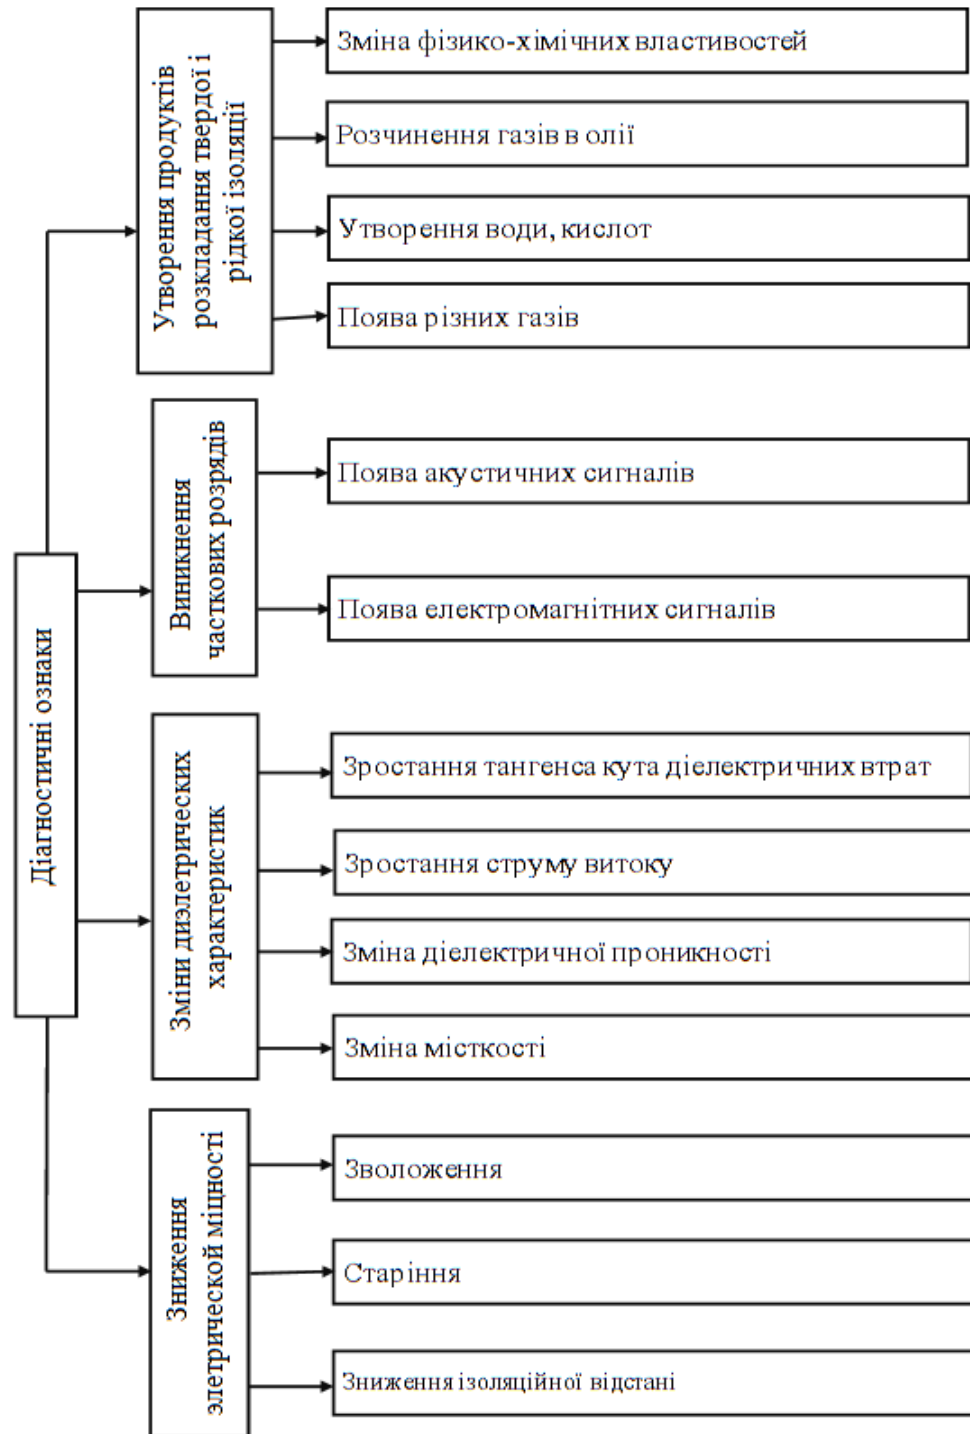 Діагностичні ознаки
Утворення продуктів
розкладання твердої і
рідкої ізоляції
Зміна фізико-хімічних властивостей
Розчинення газів в олії
Утворення води, кислот
Поява різних газів
Виникнення
часткових розрядів
Поява акустичних сигналів
Поява електромагнітних сигналів
Зміни диэлетрических
характеристик
Зростання тангенса кута діелектричних втрат
Зростання струму витоку
Зміна діелектричної проникності
Зміна місткості
Зниження
элетрической міцності
Зволоження
Старіння
Зниження ізоляційної відстані